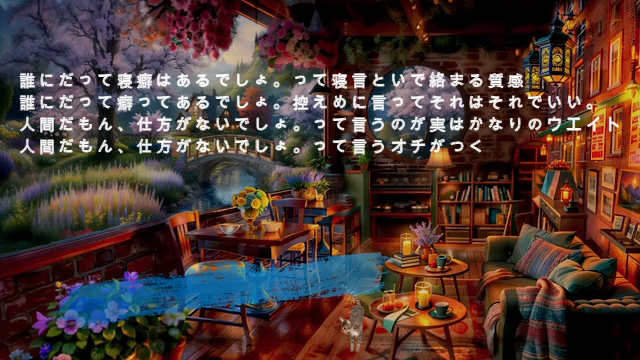 誰にだって寝癖はあるでしょ。って寝言といで絡まる質感
誰にだって癖ってあるでしょ。控えめに言ってそれはそれでいい。
人間だもん、仕方がないでしょ。って言うのが実はかなりのウエイト
人間だもん、仕方がないでしょ。って言うオチがつく